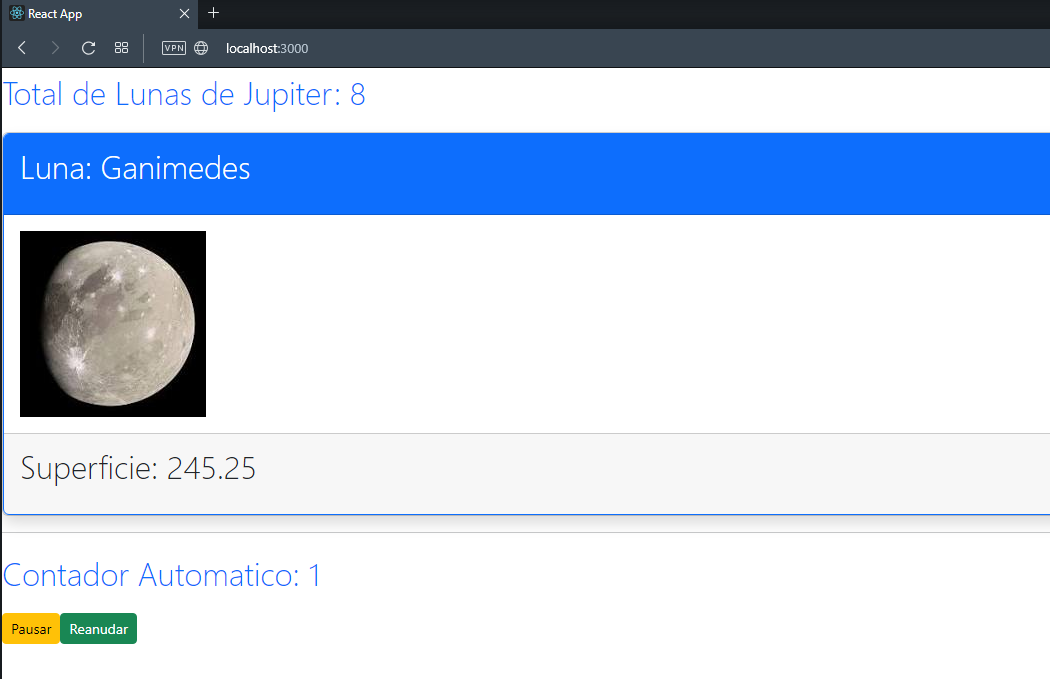 React App
VPN localhost:3000
Total de Lunas de Jupiter: 8
Luna: Ganimedes
Superficie: 245.25
Contador Automatico: 1
Pausar Reanudar